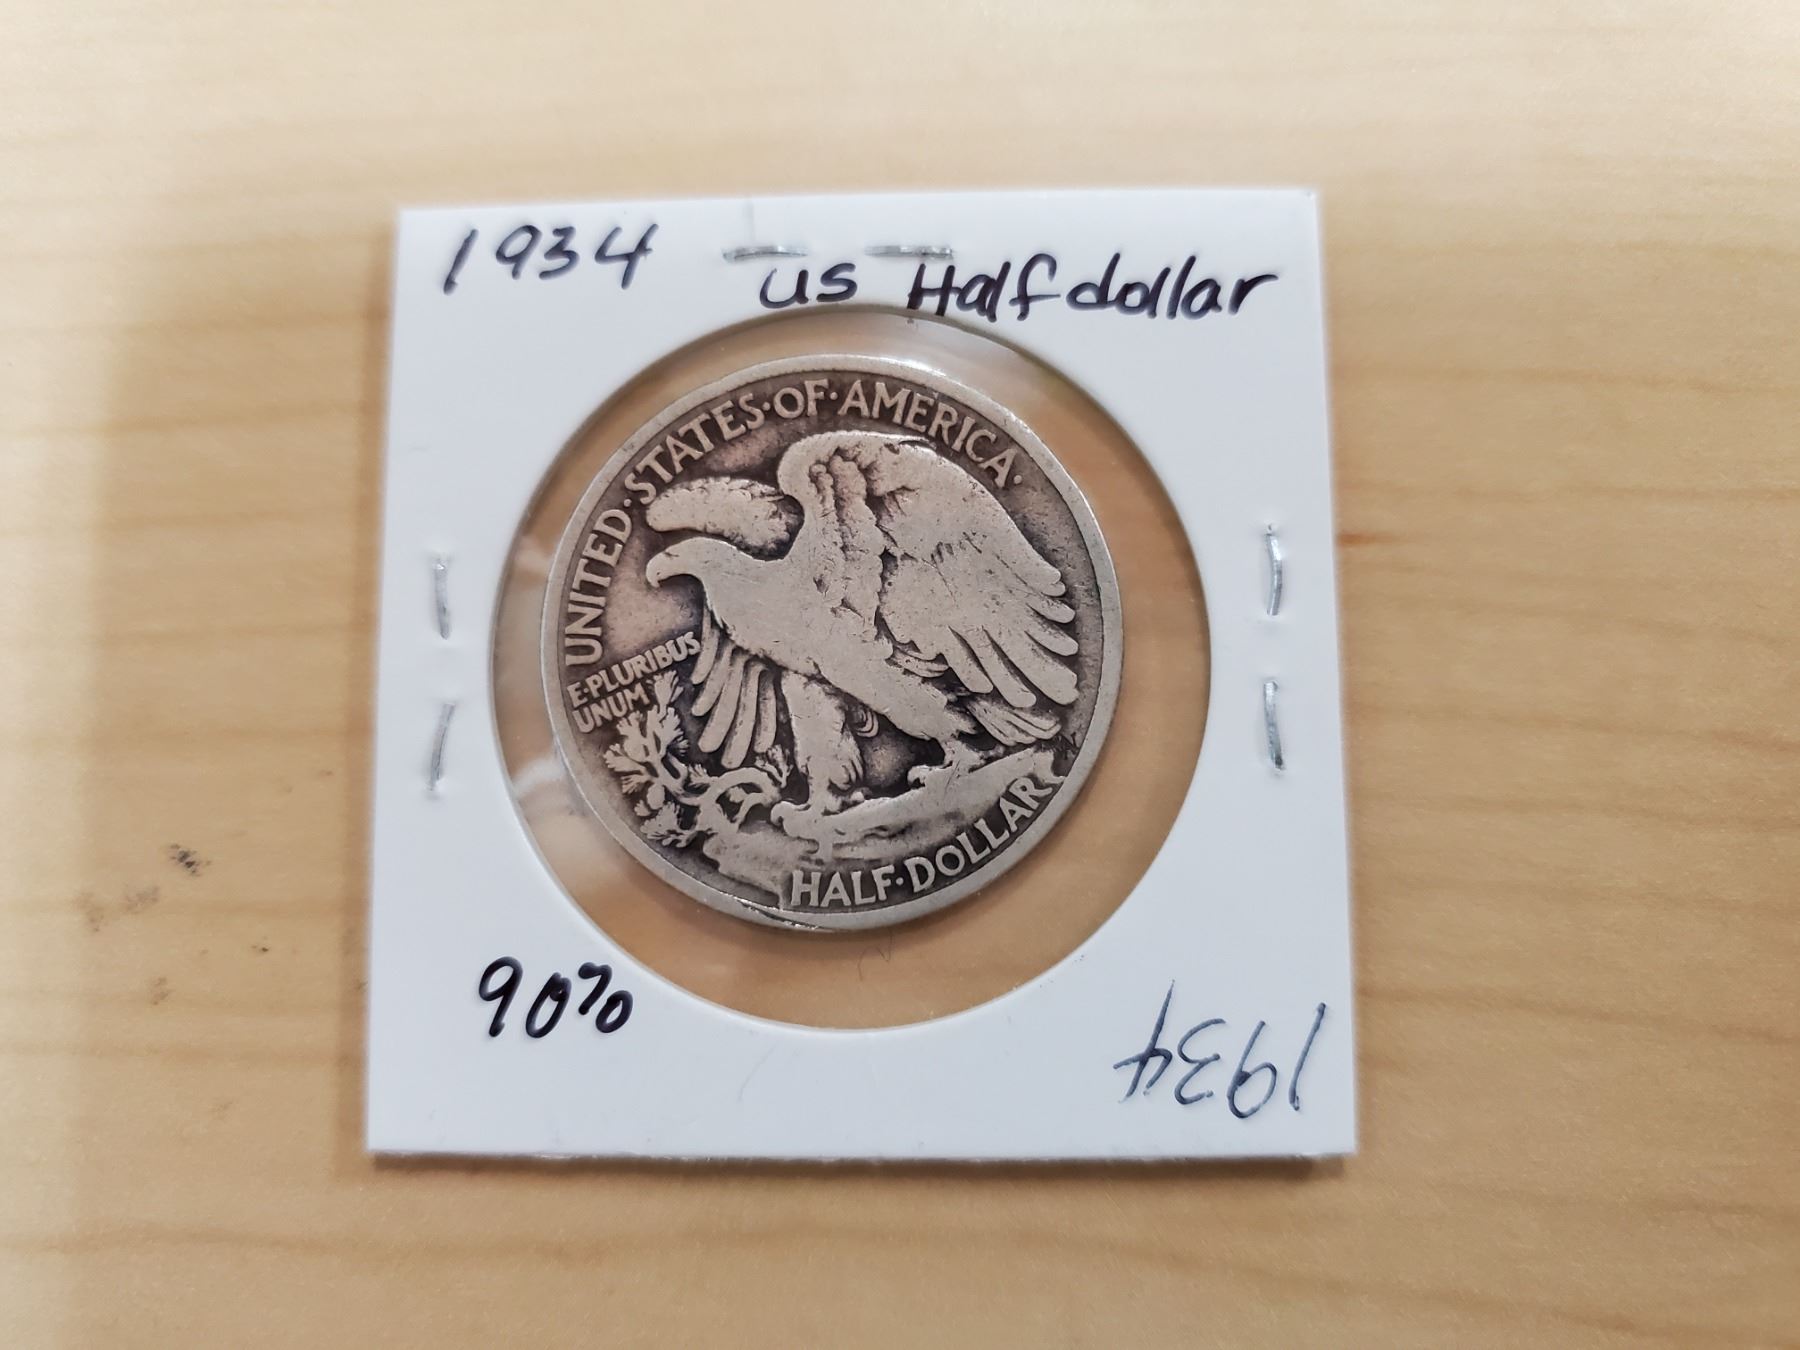 1934 US Half dollar
UNITED·STATES·OF·AMERICA·
E·PLURIBUS
UNUM
HALF·DOLLAR
90%
1934